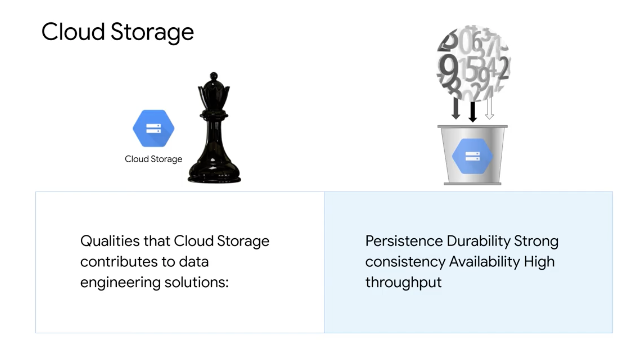 Cloud Storage
Cloud Storage
Qualities that Cloud Storage
contributes to data
engineering solutions:
Persistence Durability Strong
consistency Availability High
throughput